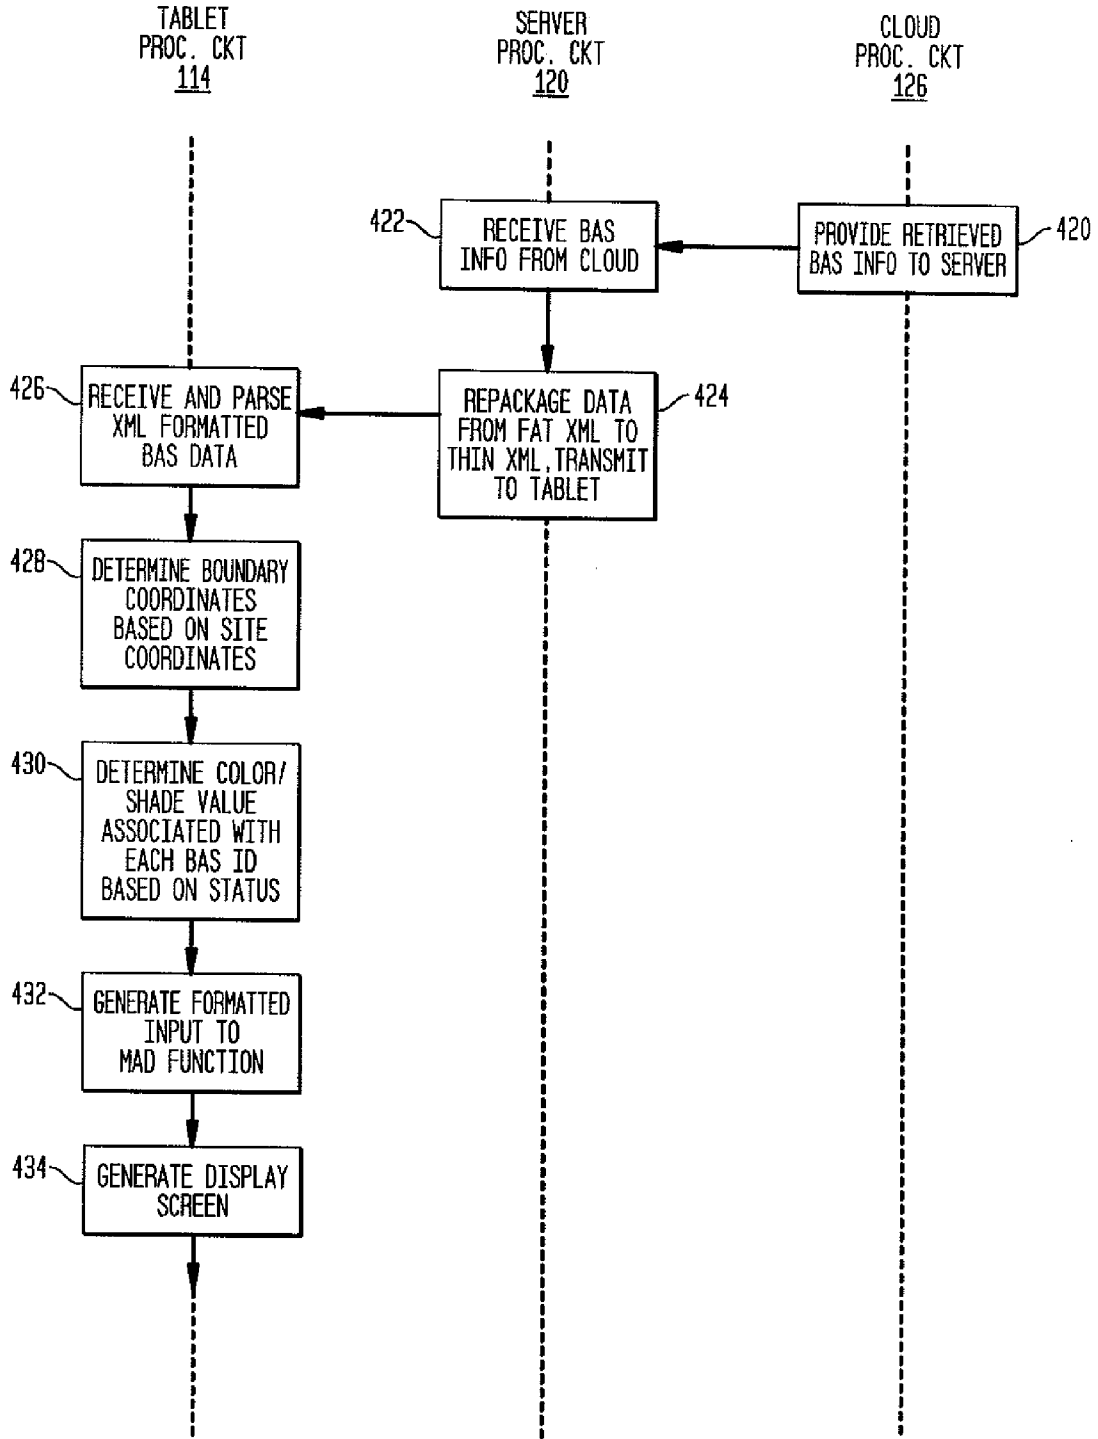 TABLET
PROC. CKT
114
SERVER
PROC. CKT
120
CLOUD
PROC. CKT
126
422
RECEIVE BAS
INFO FROM CLOUD
PROVIDE RETRIEVED
BAS INFO TO SERVER
420
426
RECEIVE AND PARSE
XML FORMATTED
BAS DATA
REPACKAGE DATA
FROM FAT XML TO
THIN XML,TRANSMIT
TO TABLET
424
428
DETERMINE BOUNDARY
COORDINATES
BASED ON SITE
COORDINATES
430
DETERMINE COLOR/
SHADE VALUE
ASSOCIATED WITH
EACH BAS ID
BASED ON STATUS
432
GENERATE FORMATTED
INPUT TO
MAD FUNCTION
434
GENERATE DISPLAY
SCREEN